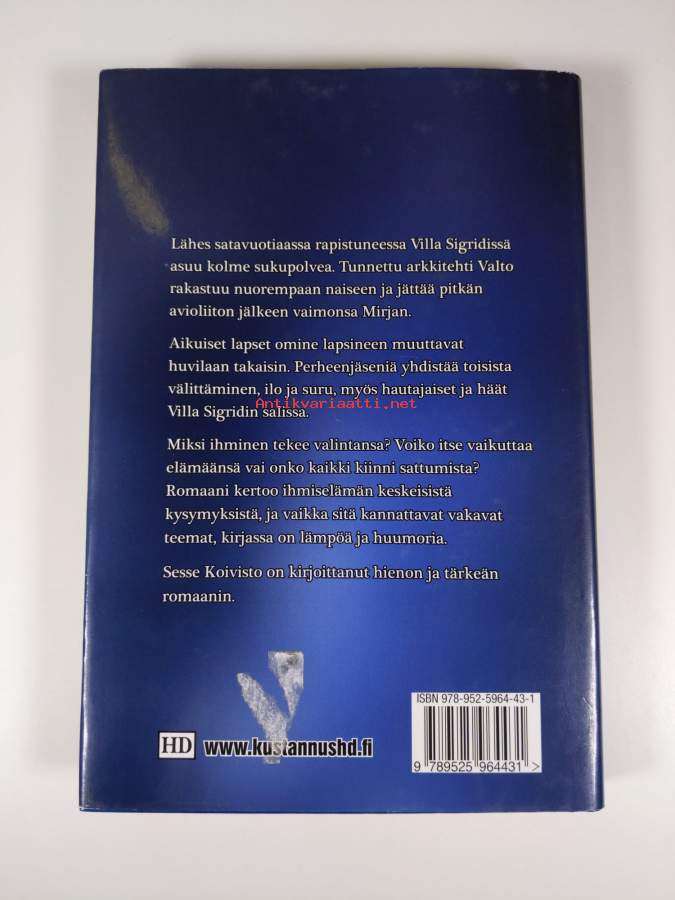 Lähes satavuotiaassa rapistuneessa Villa Sigridissä
asuu kolme sukupolvea. Tunnettu arkkitehti Valto
rakastuu nuorempaan naiseen ja jättää pitkän
avioliiton jälkeen vaimonsa Mirjan.
Aikuiset lapset omine lapsineen muuttavat
huvilaan takaisin. Perheenjäseniä yhdistää toisista
välittäminen, ilo ja suru, myös hautajaiset ja häät
Antikvariaatti.net
Villa Sigridin salissa.
Miksi ihminen tekee valintansa? Voiko itse vaikuttaa
elämäänsä vai onko kaikki kiinni sattumista?
Romaani kertoo ihmiselämän keskeisistä
kysymyksistä, ja vaikka sitä kannattavat vakavat
teemat, kirjassa on lämpöä ja huumoria.
Sesse Koivisto on kirjoittanut hienon ja tärkeän
romaanin.
ISBN 978-952-5964-43-1
HD www.kustannushd.fi
9 789525 964431 >